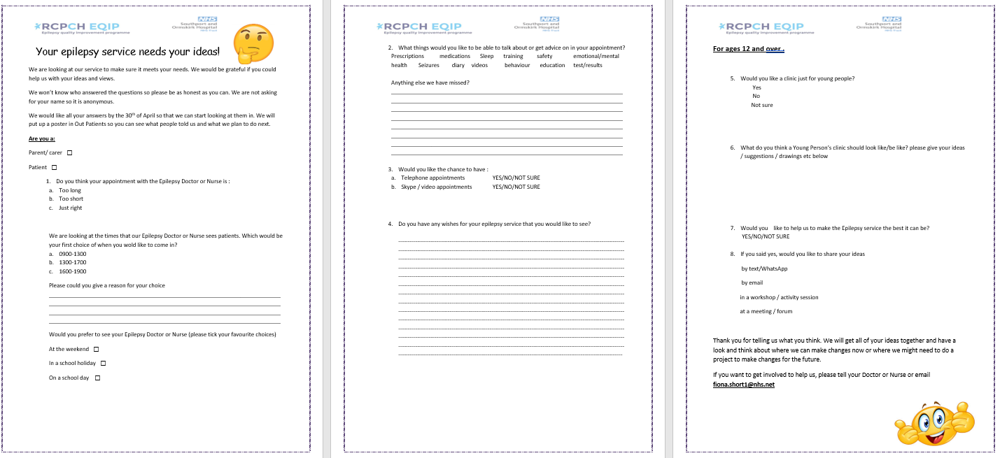 RCPCH EQIP
Epilepsy quality improvement programme
NHS
Southport and
Ormskirk Hospital
NHS Trust
Your epilepsy service needs your ideas!
We are looking at our service to make sure it meets your needs. We would be grateful if you could
help us with your ideas and views.
We won't know who answered the questions so please be as honest as you can. We are not asking
for your name so it is anonymous.
We would like all your answers by the 30th of April so that we can start looking at them in. We will
put up a poster in Out Patients so you can see what people told us and what we plan to do next.
Are you a:
Parent/ carer ☐
Patient ☐
1. Do you think your appointment with the Epilepsy Doctor or Nurse is :
a. Too long
b. Too short
c. Just right
We are looking at the times that our Epilepsy Doctor or Nurse sees patients. Which would be
your first choice of when you wold like to come in?
a. 0900-1300
b. 1300-1700
c. 1600-1900
Please could you give a reason for your choice
Would you prefer to see your Epilepsy Doctor or Nurse (please tick your favourite choices)
At the weekend ☐
In a school holiday ☐
On a school day ☐
RCPCH EQIP
Epilepsy quality improvement programme
NHS
Southport and
Ormskirk Hospital
NHS Trust
2. What things would you like to be able to talk about or get advice on in your appointment?
Prescriptions medications Sleep training safety emotional/mental
health Seizures diary videos behaviour education test/results
Anything else we have missed?
3. Would you like the chance to have :
a. Telephone appointments YES/NO/NOT SURE
b. Skype / video appointments YES/NO/NOT SURE
4. Do you have any wishes for your epilepsy service that you would like to see?
RCPCH EQIP
Epilepsy quality improvement programme
NHS
Southport and
Ormskirk Hospital
NHS Trust
For ages 12 and over .
5. Would you like a clinic just for young people?
Yes
No
Not sure
6. What do you think a Young Person's clinic should look like/be like? please give your ideas
/ suggestions / drawings etc below
7. Would you like to help us to make the Epilepsy service the best it can be?
YES/NO/NOT SURE
8. If you said yes, would you like to share your ideas
by text/WhatsApp
by email
in a workshop / activity session
at a meeting / forum
Thank you for telling us what you think. We will get all of your ideas together and have a
look and think about where we can make changes now or where we might need to do a
project to make changes for the future.
If you want to get involved to help us, please tell your Doctor or Nurse or email
fiona.short1@nhs.net